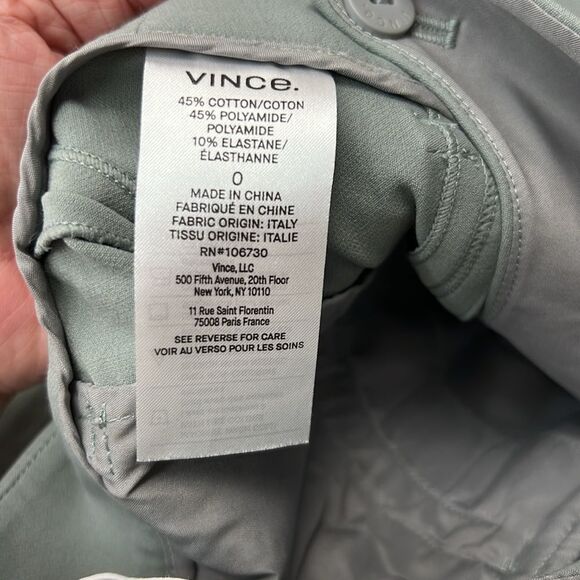 VINCE.
45% COTTON/COTON
45% POLYAMIDE/
POLYAMIDE
10% ELASTANE/
ÉLASTHANNE
0
MADE IN CHINA
FABRIQUÉ EN CHINE
FABRIC ORIGIN: ITALY
TISSU ORIGINE: ITALIE
RN#106730
Vince, LLC
500 Fifth Avenue, 20th Floor
New York, NY 10110
11 Rue Saint Florentin
75008 Paris France
SEE REVERSE FOR CARE
VOIR AU VERSO POUR LES SOINS